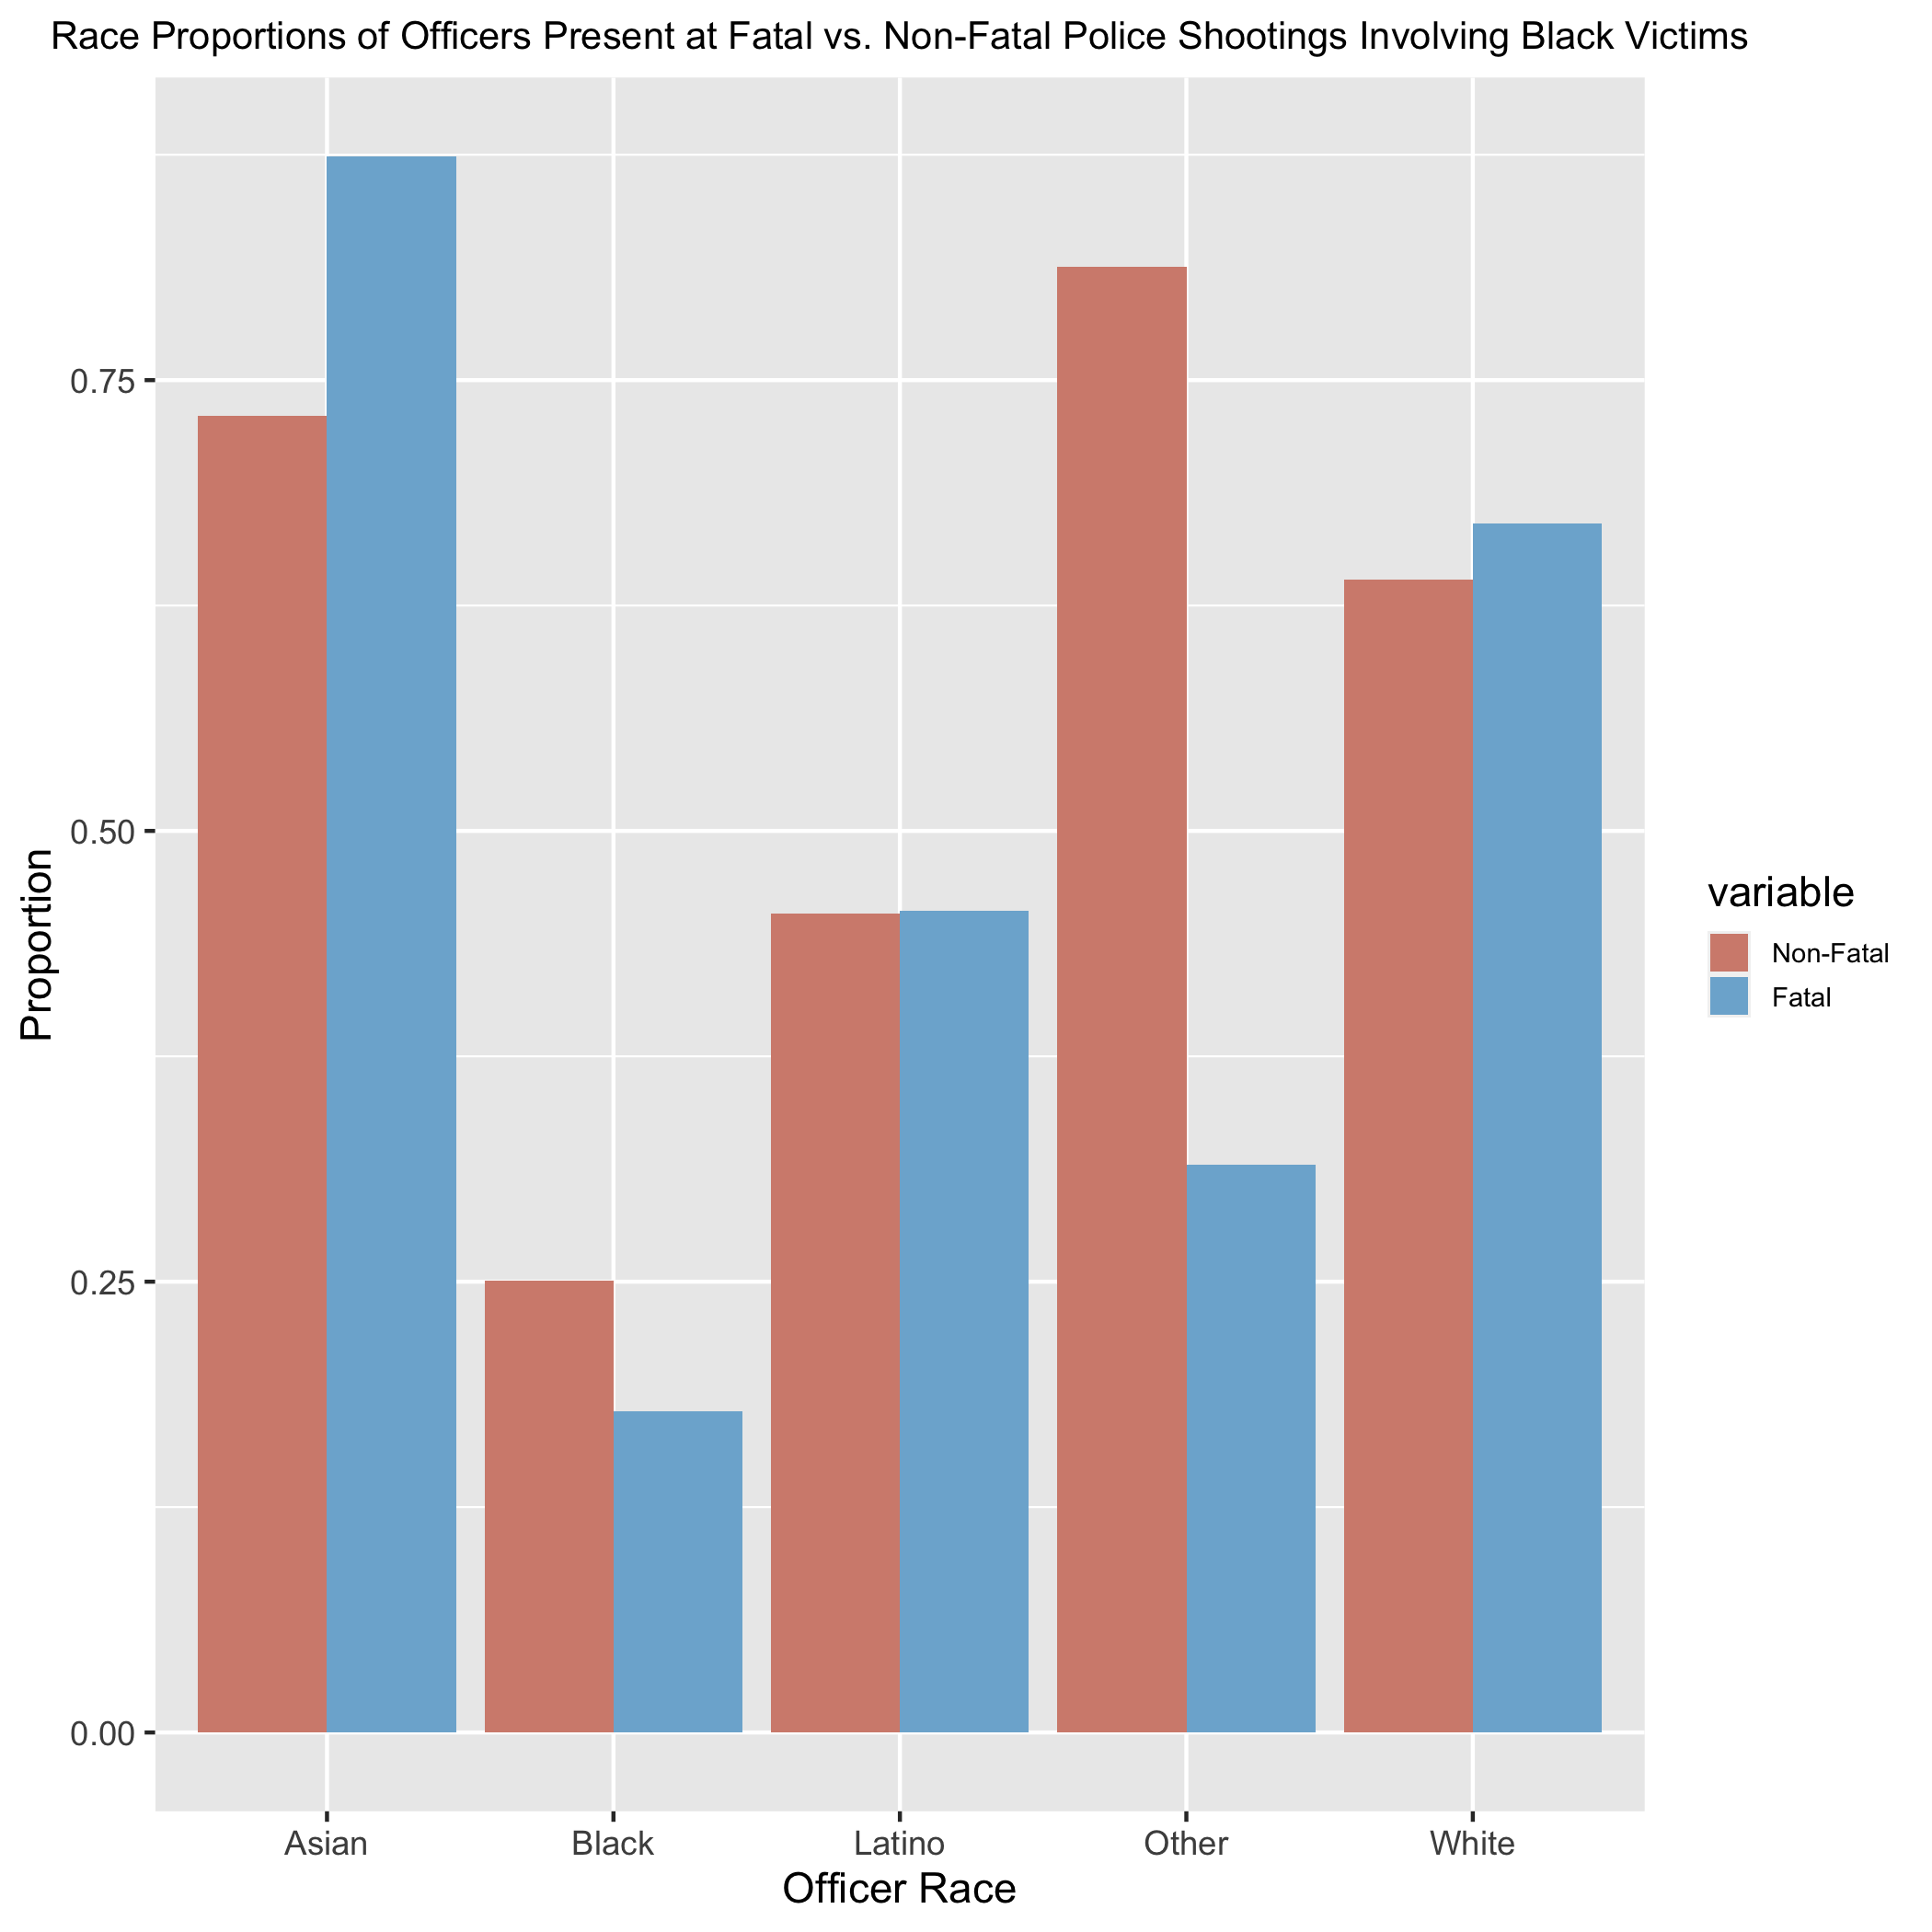 Race Proportions of Officers Present at Fatal vs. Non-Fatal Police Shootings Involving Black Victims
0.75
0.50
0.25
0.00
Proportion
Asian Black Latino Other White
Officer Race
variable
Non-Fatal
Fatal